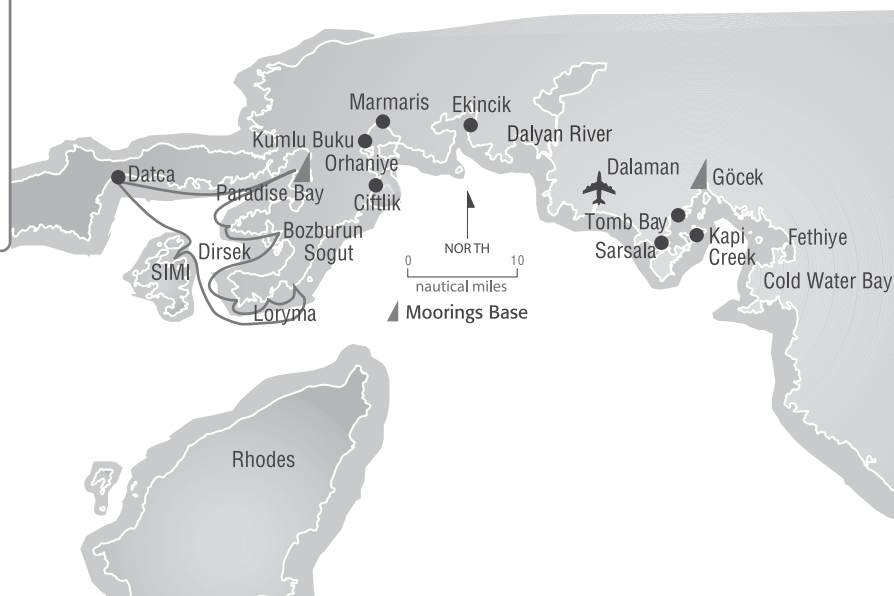 Marmaris
Ekincik
Kumlu Buku
Dalyan River
Orhaniye
Dalaman
Datca
Göcek
Paradise Bay
Ciftlik
Bozburun
Sogut
Tomb Bay
Kapi
Creek
Fethiye
Dirsek
NORTH
Sarsala
SIMI
0 10
nautical miles
Cold Water Bay
Loryma
Moorings Base
Rhodes